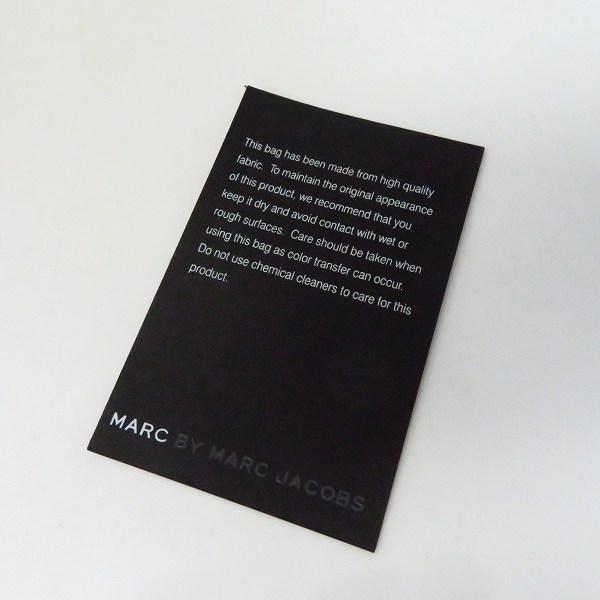 This bag has been made from high quality
fabric.  To maintain the original appearance
of this product, we recommend that you
keep it dry and avoid contact with wet or
rough surfaces.  Care should be taken when
using this bag as color transfer can occur.
Do not use chemical cleaners to care for this
product.
MARC BY MARC JACOBS